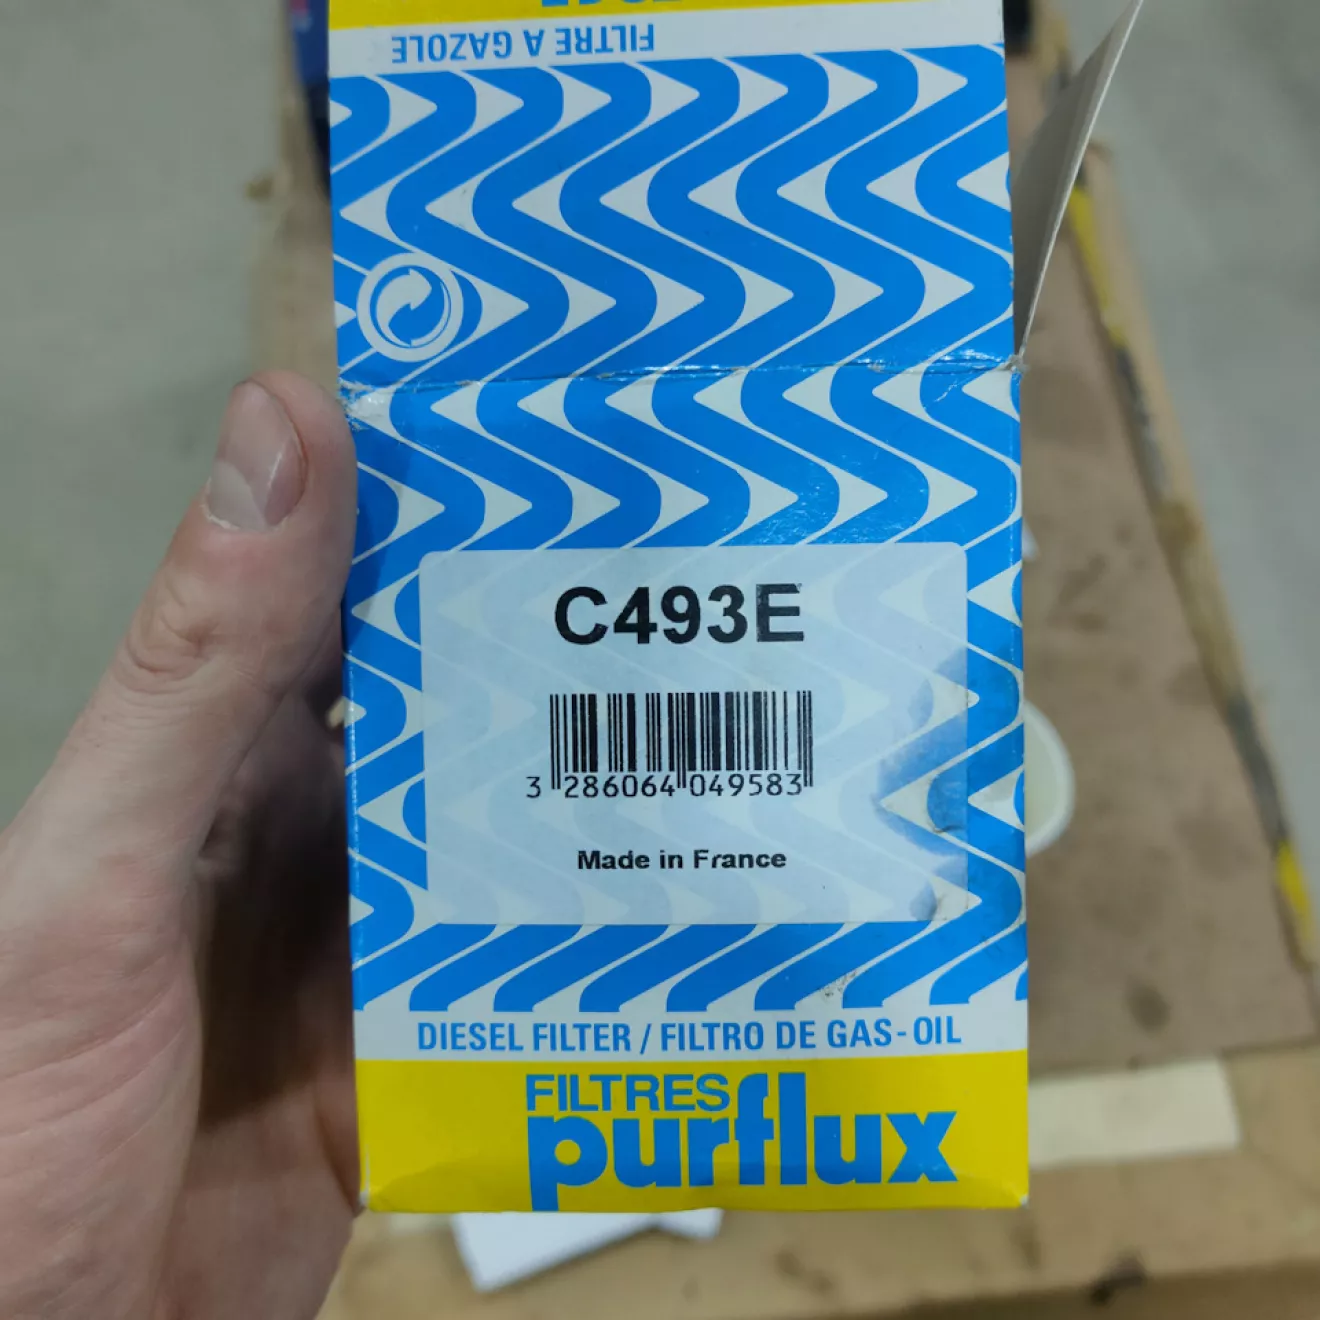 FILTRE A GAZOLE
C493E
3 286064 049583
Made in France
DIESEL FILTER / FILTRO DE GAS-OIL
FILTRES
purflux